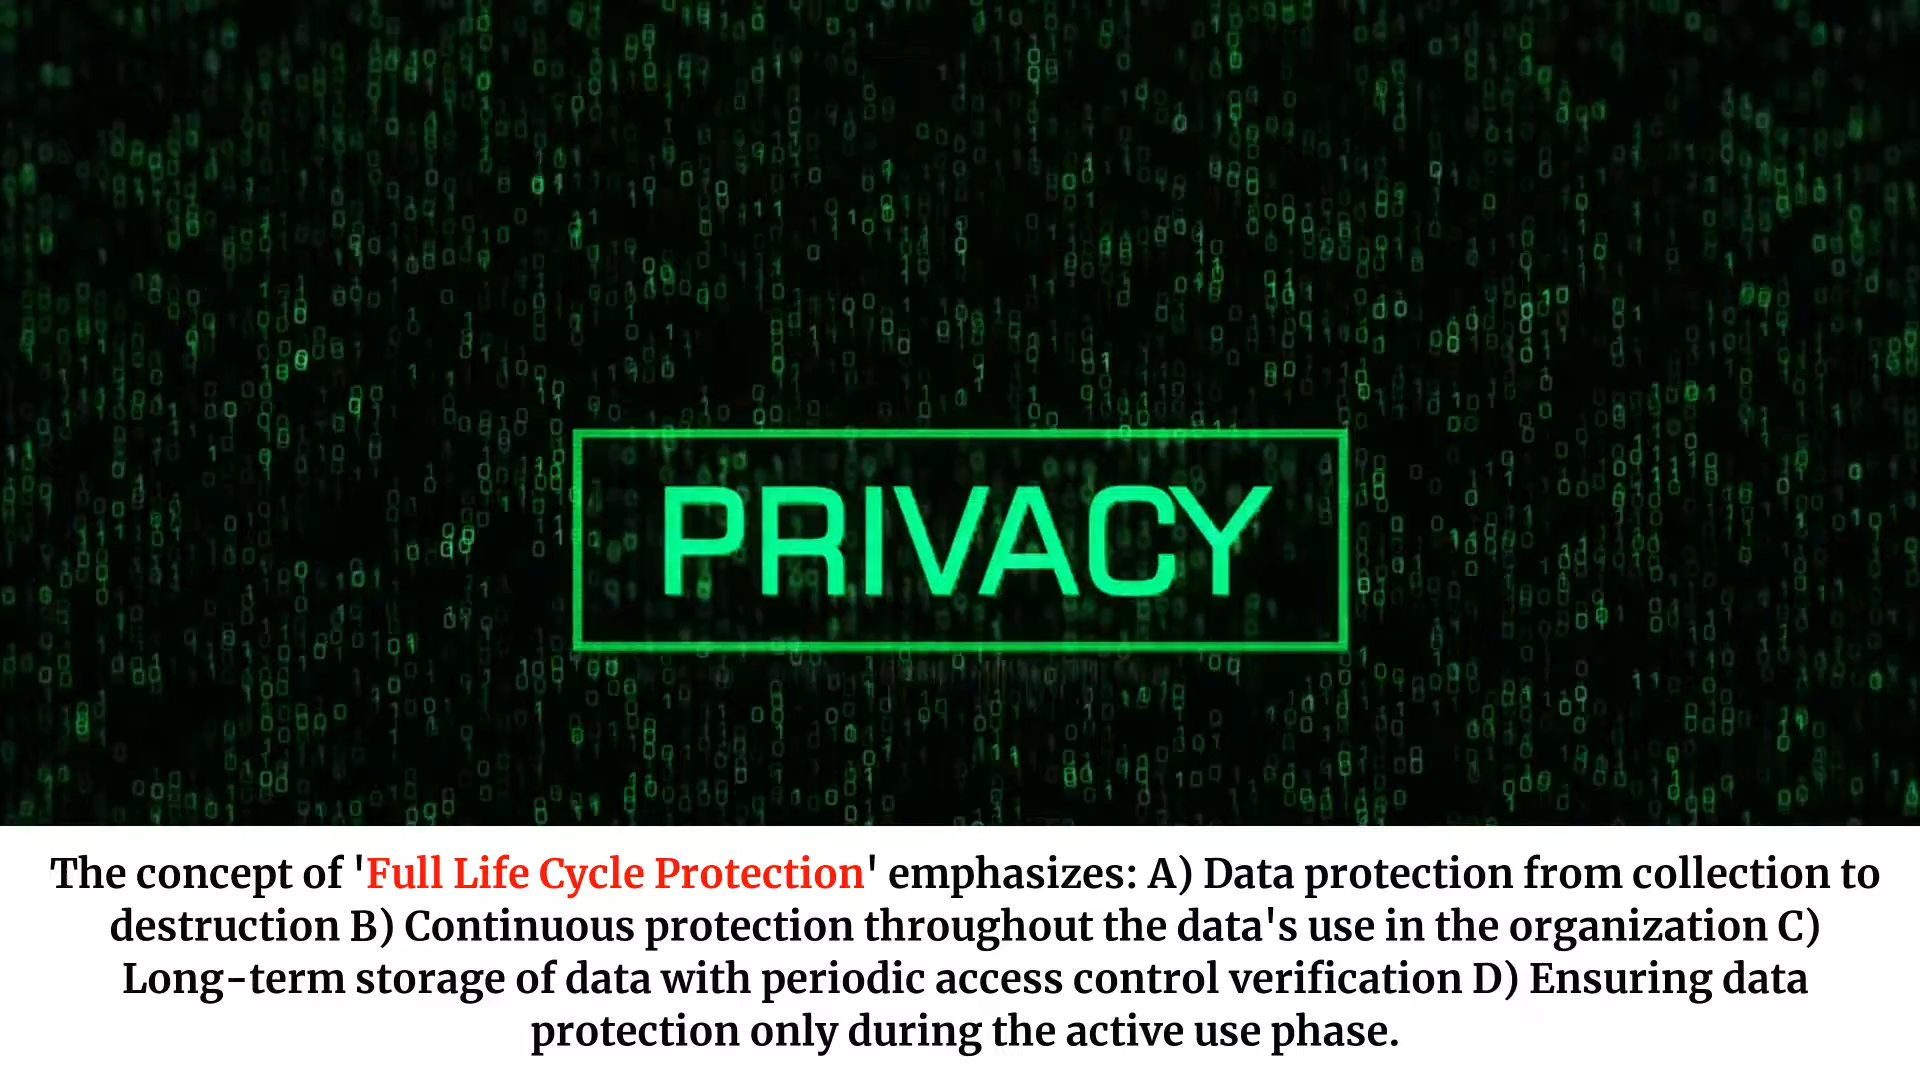 PRIVACY
The concept of 'Full Life Cycle Protection' emphasizes: A) Data protection from collection to
destruction B) Continuous protection throughout the data's use in the organization C)
Long-term storage of data with periodic access control verification D) Ensuring data
protection only during the active use phase.